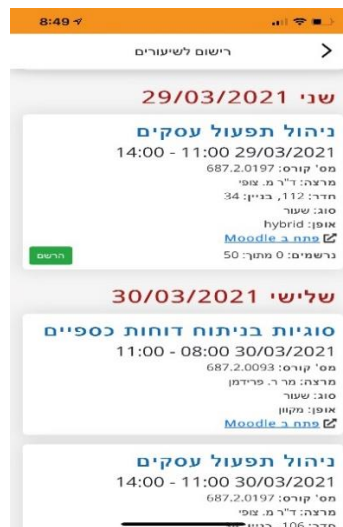 8:49
רישום לשיעורים
שני 29/03/2021
ניהול תפעול עסקים
14:00 - 11:00 29/03/2021
מס' קורס: 687.2.0197
מרצה: ד"ר מ. צופי
חדר: 112, בניין: 34
סוג: שעור
אופן: hybrid
פתח ב Moodle
נרשמים: 0 מתוך: 50
הרשם
שלישי 30/03/2021
סוגיות בניתוח דוחות כספיים
11:00 - 08:00 30/03/2021
מס' קורס: 687.2.0093
מרצה: מר ר. פרידמן
סוג: שעור
אופן: מקוון
פתח ב Moodle
ניהול תפעול עסקים
14:00 - 11:00 30/03/2021
מס' קורס: 687.2.0197
מרצה: ד"ר מ. צופי
חדר: 106,